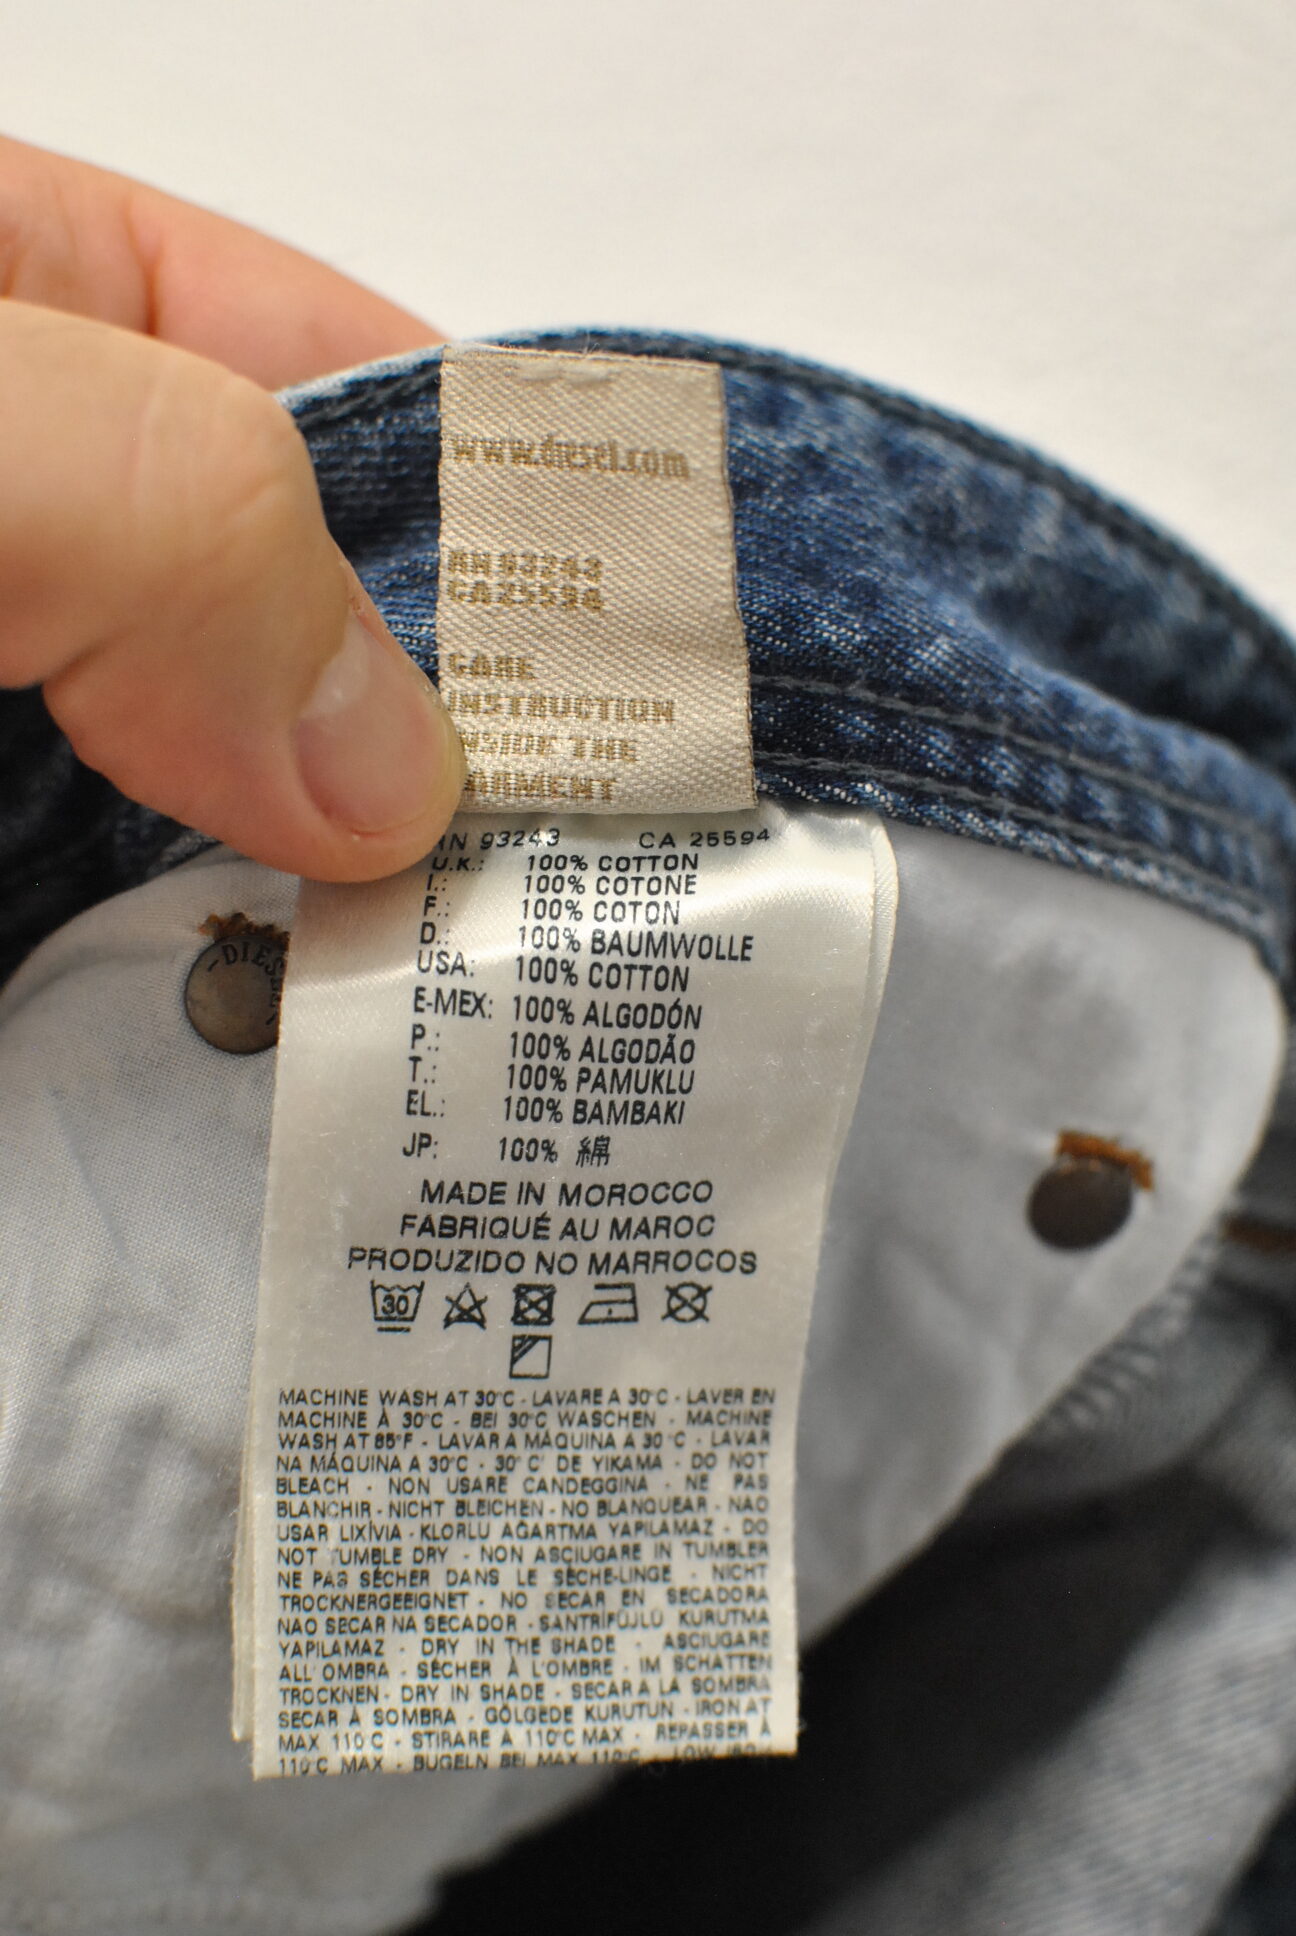 www.diesel.com
RN 93243
CA 25594
CARE
INSTRUCTION
INSIDE THE
GARMENT
RN 93243 CA 25594
U.K.: 100% COTTON
I.: 100% COTONE
F.: 100% COTON
D.: 100% BAUMWOLLE
USA: 100% COTTON
E-MEX: 100% ALGODÓN
P.: 100% ALGODÃO
T.: 100% PAMUKLU
EL.: 100% BAMBAKI
JP: 100% 綿
MADE IN MOROCCO
FABRIQUÉ AU MAROC
PRODUZIDO NO MARROCOS
30
MACHINE WASH AT 30°C - LAVARE A 30°C - LAVER EN
MACHINE À 30°C - BEI 30°C WASCHEN - MACHINE
WASH AT 85°F - LAVAR A MÁQUINA A 30°C - LAVAR
NA MÁQUINA A 30°C - 30°C' DE YIKAMA - DO NOT
BLEACH - NON USARE CANDEGGINA - NE PAS
BLANCHIR - NICHT BLEICHEN - NO BLANQUEAR - NAO
USAR LIXÍVIA - KLORLU AĞARTMA YAPILAMAZ - DO
NOT TUMBLE DRY - NON ASCIUGARE IN TUMBLER
NE PAS SÉCHER DANS LE SÈCHE-LINGE - NICHT
TROCKNERGEEIGNET - NO SECAR EN SECADORA
NAO SECAR NA SECADOR - SANTRİFÜJLÜ KURUTMA
YAPILAMAZ - DRY IN THE SHADE - ASCIUGARE
ALL' OMBRA - SÉCHER À L'OMBRE - IM SCHATTEN
TROCKNEN - DRY IN SHADE - SECAR A LA SOMBRA
SECAR À SOMBRA - GÖLGEDE KURUTUN - IRON AT
MAX 110°C - STIRARE A 110°C MAX - REPASSER À
110°C MAX - BUGELN BEI MAX 110°C - LOW
DIESEL